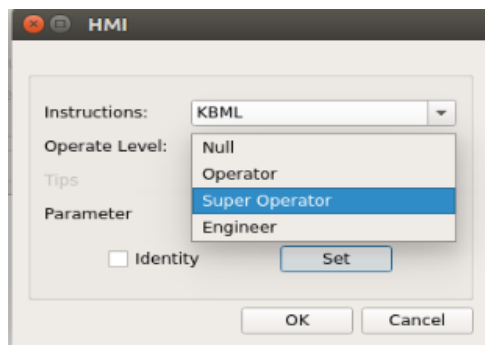 HMI
Instructions: KBML
Operate Level:
Null
Operator
Tips
Super Operator
Parameter
Engineer
Identity Set
OK Cancel